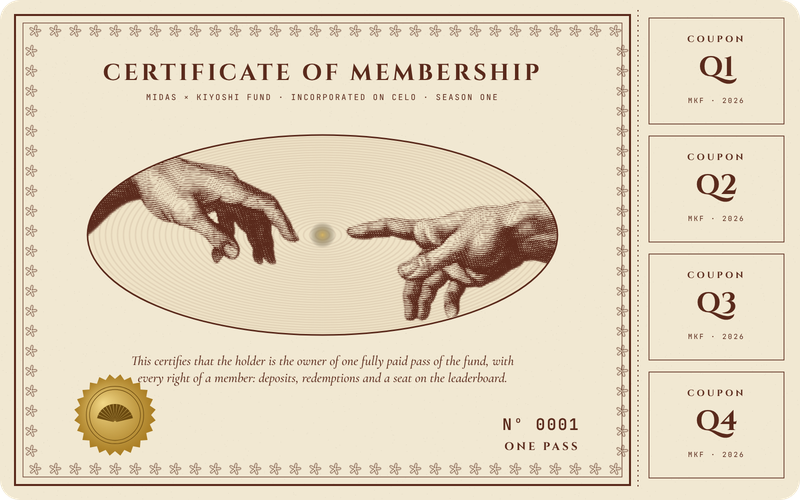 CERTIFICATE OF MEMBERSHIP
MIDAS × KIYOSHI FUND · INCORPORATED ON CELO · SEASON ONE
This certifies that the holder is the owner of one fully paid pass of the fund, with
every right of a member: deposits, redemptions and a seat on the leaderboard.
N° 0001
ONE PASS
COUPON
Q1
MKF · 2026
COUPON
Q2
MKF · 2026
COUPON
Q3
MKF · 2026
COUPON
Q4
MKF · 2026